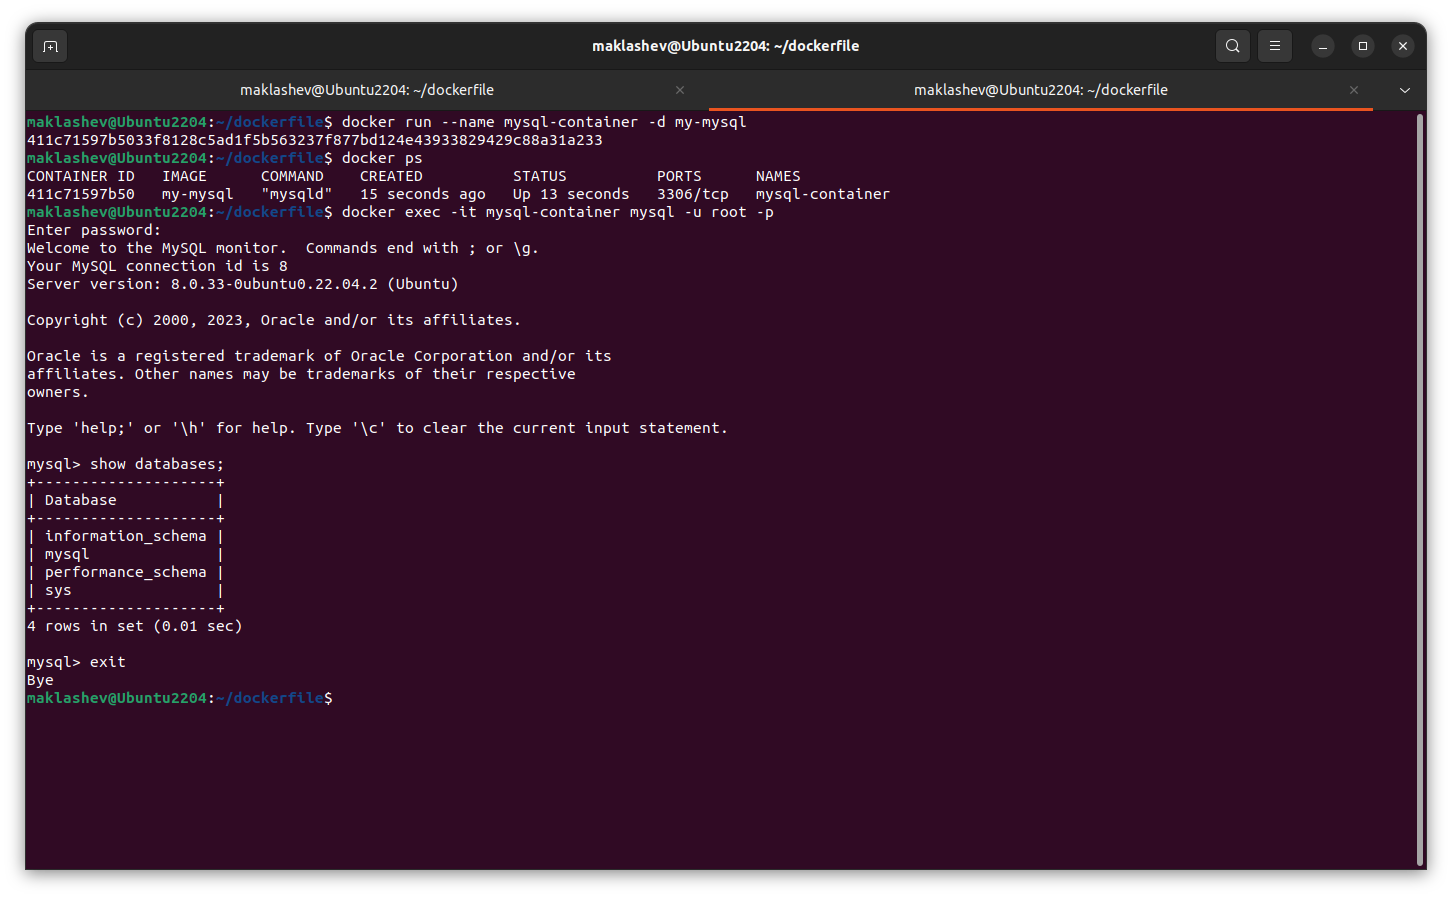 maklashev@Ubuntu2204: ~/dockerfile
maklashev@Ubuntu2204: ~/dockerfile
maklashev@Ubuntu2204: ~/dockerfile
maklashev@Ubuntu2204:~/dockerfile$ docker run --name mysql-container -d my-mysql
411c71597b5033f8128c5ad1f5b563237f877bd124e43933829429c88a31a233
maklashev@Ubuntu2204:~/dockerfile$ docker ps
CONTAINER ID   IMAGE      COMMAND    CREATED          STATUS          PORTS      NAMES
411c71597b50   my-mysql   "mysqld"   15 seconds ago   Up 13 seconds   3306/tcp   mysql-container
maklashev@Ubuntu2204:~/dockerfile$ docker exec -it mysql-container mysql -u root -p
Enter password:
Welcome to the MySQL monitor.  Commands end with ; or \g.
Your MySQL connection id is 8
Server version: 8.0.33-0ubuntu0.22.04.2 (Ubuntu)
Copyright (c) 2000, 2023, Oracle and/or its affiliates.
Oracle is a registered trademark of Oracle Corporation and/or its
affiliates. Other names may be trademarks of their respective
owners.
Type 'help;' or '\h' for help. Type '\c' to clear the current input statement.
mysql> show databases;
+--------------------+
| Database           |
+--------------------+
| information_schema |
| mysql              |
| performance_schema |
| sys                |
+--------------------+
4 rows in set (0.01 sec)
mysql> exit
Bye
maklashev@Ubuntu2204:~/dockerfile$